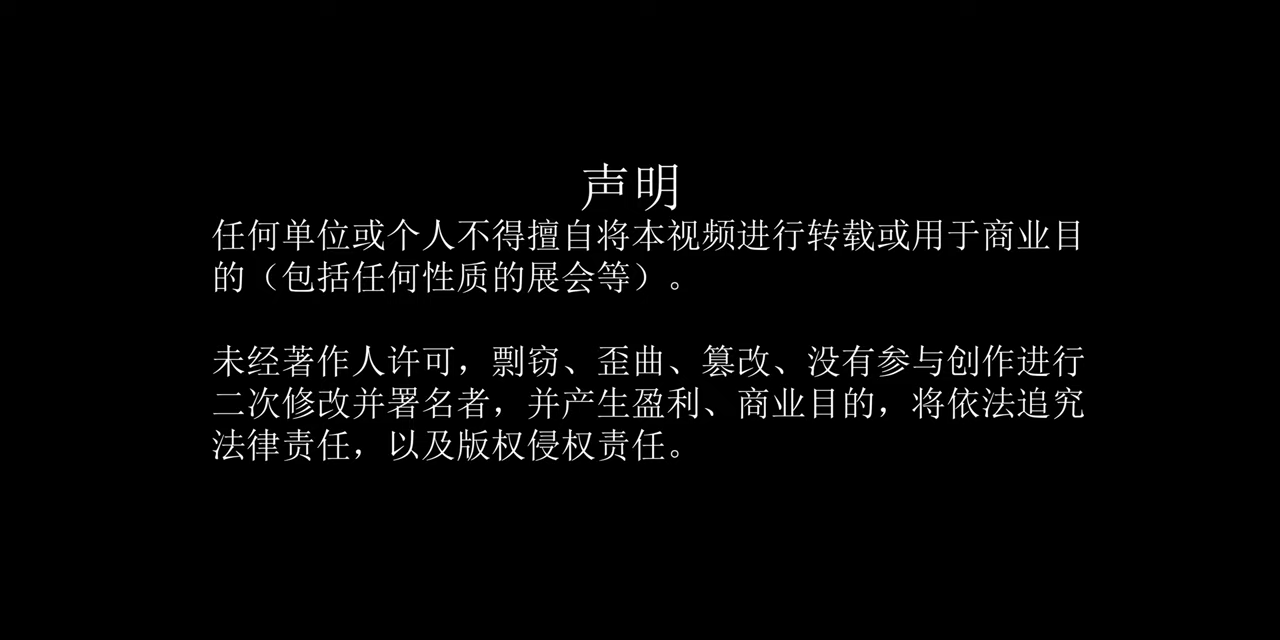 声明
任何单位或个人不得擅自将本视频进行转载或用于商业目
的（包括任何性质的展会等）。
未经著作人许可，剽窃、歪曲、篡改、没有参与创作进行
二次修改并署名者，并产生盈利、商业目的，将依法追究
法律责任，以及版权侵权责任。